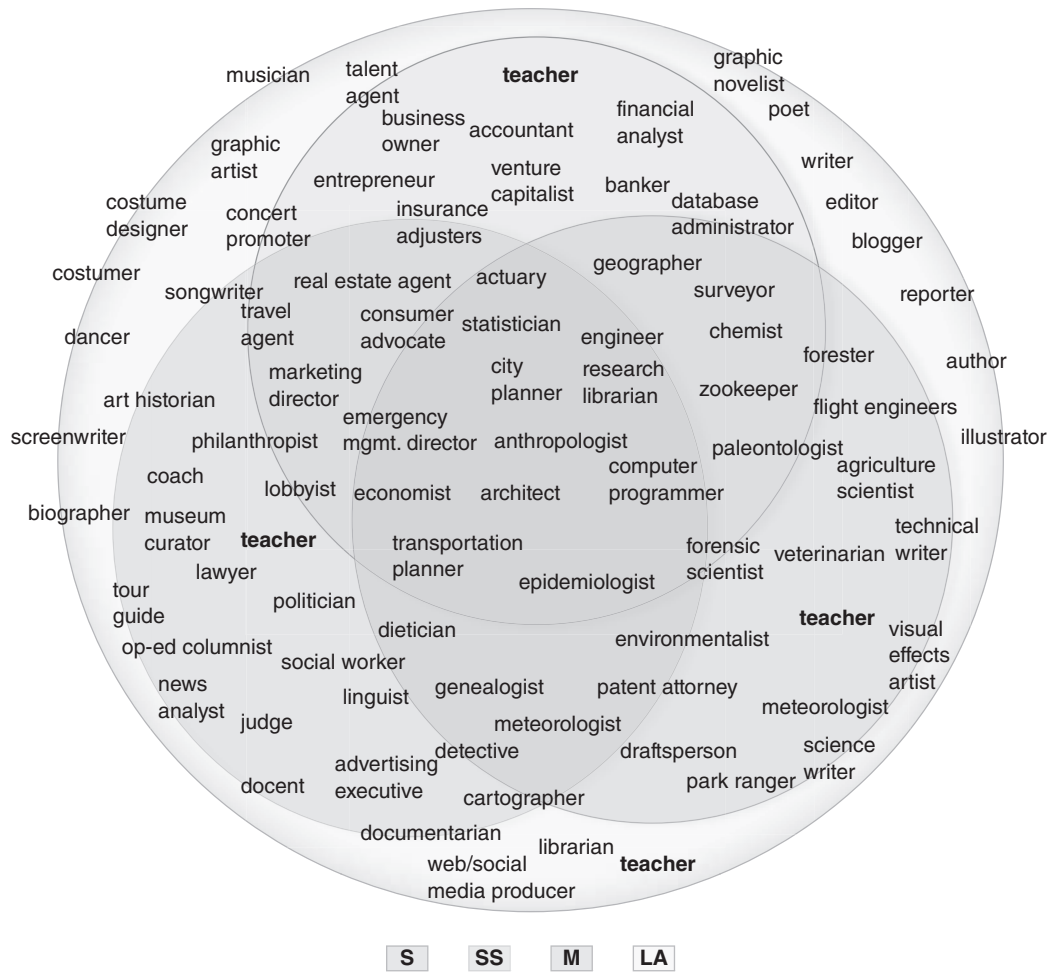 musician
talent
agent
teacher
graphic
novelist
poet
business
owner
accountant
financial
analyst
graphic
artist
writer
entrepreneur
venture
capitalist
banker
database
administrator
editor
costume
designer
concert
promoter
insurance
adjusters
blogger
costumer
songwriter
real estate agent
actuary
geographer
surveyor
reporter
travel
agent
consumer
advocate
statistician
engineer
chemist
dancer
forester
author
marketing
director
city
planner
research
librarian
zookeeper
art historian
flight engineers
screenwriter
philanthropist
emergency
mgmt. director
anthropologist
paleontologist
illustrator
coach
lobbyist
economist
architect
computer
programmer
agriculture
scientist
biographer
museum
curator
teacher
transportation
planner
forensic
scientist
veterinarian
technical
writer
lawyer
epidemiologist
tour
guide
politician
teacher
dietician
environmentalist
visual
effects
artist
op-ed columnist
social worker
news
analyst
linguist
genealogist
patent attorney
meteorologist
judge
meteorologist
detective
draftsperson
science
writer
docent
advertising
executive
park ranger
cartographer
documentarian
librarian
web/social
media producer
teacher
S
SS
M
LA